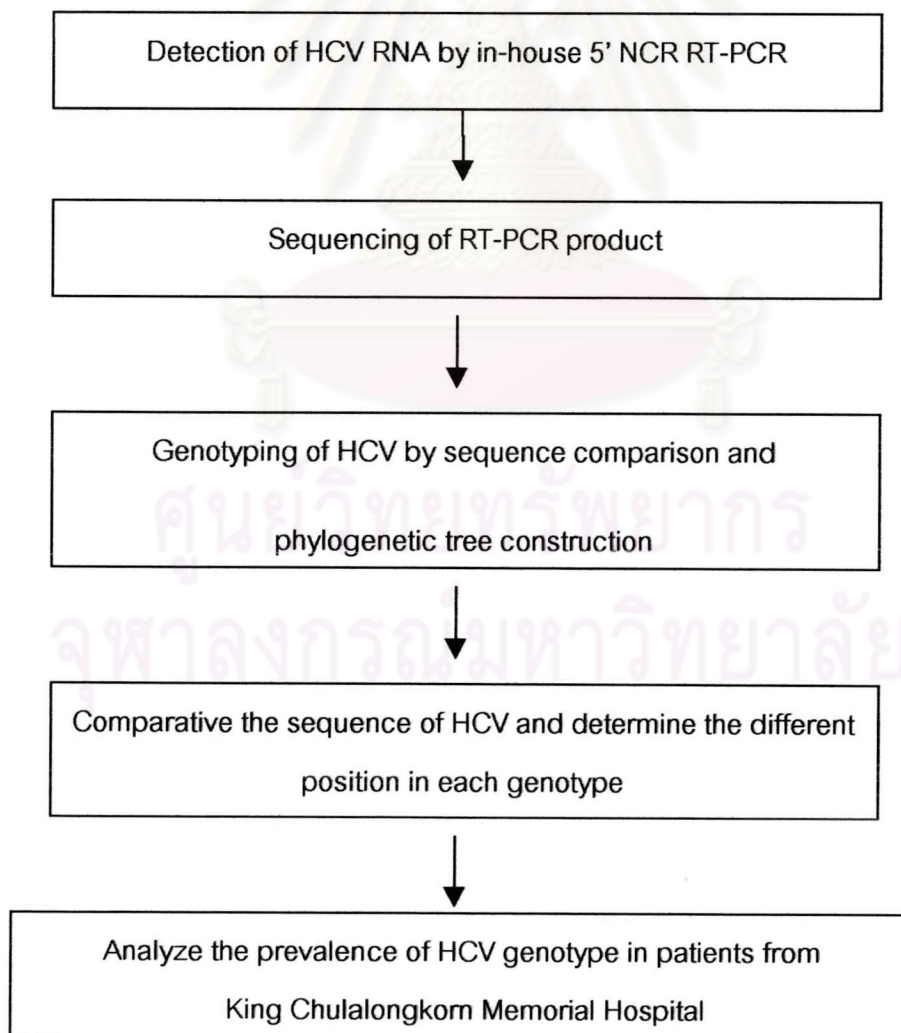 Detection of HCV RNA by in-house 5' NCR RT-PCR
Sequencing of RT-PCR product
Genotyping of HCV by sequence comparison and
phylogenetic tree construction
ศูนย์วิทยทรัพยากร
จุฬาลงกรณ์มหาวิทยาลัย
Comparative the sequence of HCV and determine the different
position in each genotype
Analyze the prevalence of HCV genotype in patients from
King Chulalongkorn Memorial Hospital